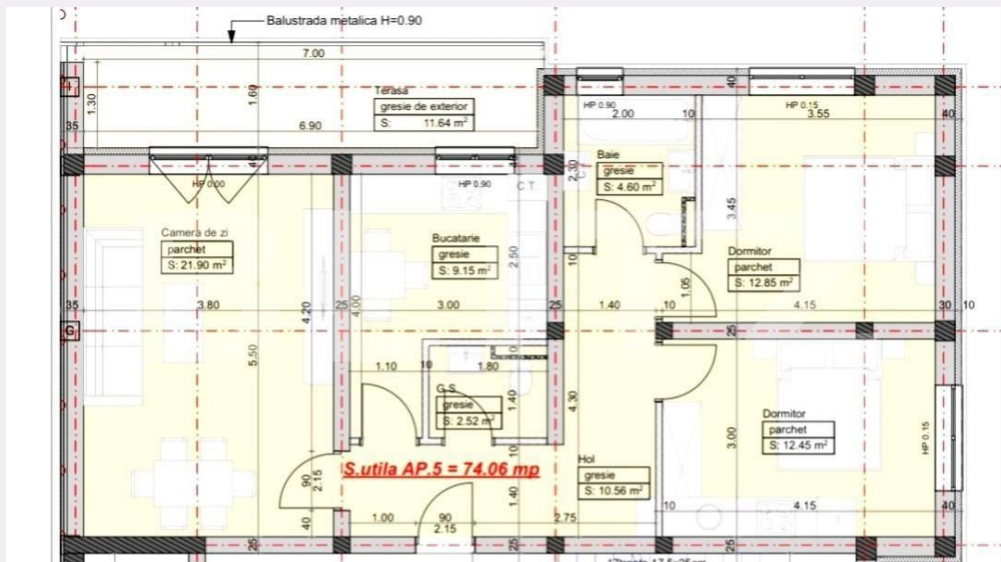 Balustrada metalica H=0.90
7.00
1.30
1.60
Terasa
gresie de exterior
S: 11.64 m²
6.90
35
40
HP 0.90
2.00
10
HP 0.15
3.55
40
40
HP 0.00
HP 0.90
C.T.
2.30
Baie
gresie
S: 4.60 m²
3.45
Camera de zi
parchet
S: 21.90 m²
Bucatarie
gresie
S: 9.15 m²
2.50
10
Dormitor
parchet
S: 12.85 m²
1.05
35
3.80
4.20
25
4.00
3.00
25
1.40
10
4.15
30
10
G
5.50
25
1.10
10
1.80
G.S.
gresie
S: 2.52 m²
1.40
4.30
3.00
Dormitor
parchet
S: 12.45 m²
HP 0.15
S.utila AP.5 = 74.06 mp
10
Hol
gresie
S: 10.56 m²
90
2.15
1.40
40
1.00
90
2.15
2.75
10
4.15
40
25
25
25